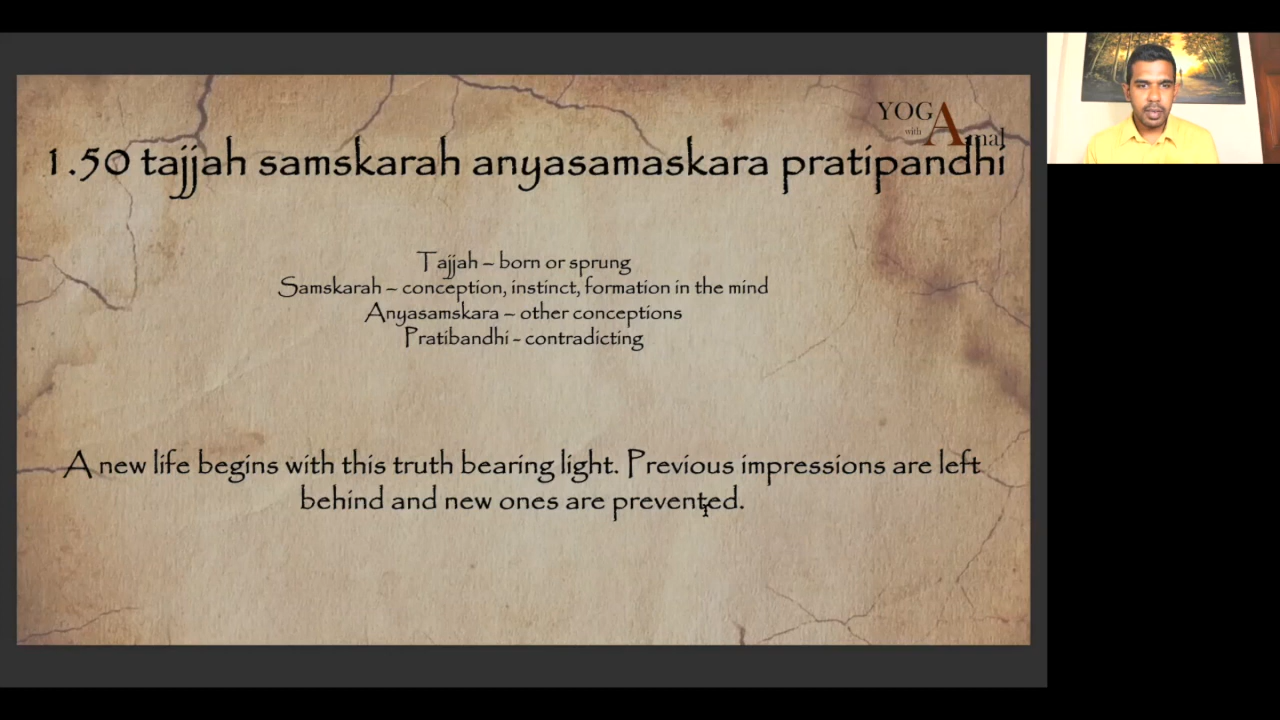 YOGA
with Amal
1.50 tajjah samskarah anyasamaskara pratipandhi
Tajjah – born or sprung
Samskarah – conception, instinct, formation in the mind
Anyasamskara – other conceptions
Pratibandhi - contradicting
A new life begins with this truth bearing light. Previous impressions are left
behind and new ones are prevented.